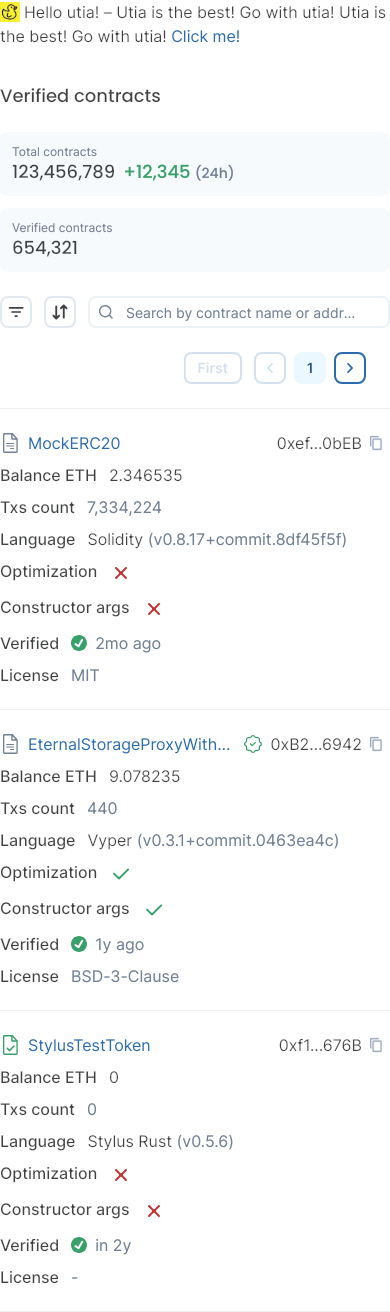 Hello utia! – Utia is the best! Go with utia! Utia is
the best! Go with utia! Click me!
Verified contracts
Total contracts
123,456,789 +12,345 (24h)
Verified contracts
654,321
Search by contract name or addr...
First 1
MockERC20 0xef...0bEB
Balance ETH 2.346535
Txs count 7,334,224
Language Solidity (v0.8.17+commit.8df45f5f)
Optimization
Constructor args
Verified 2mo ago
License MIT
EternalStorageProxyWith... 0xB2...6942
Balance ETH 9.078235
Txs count 440
Language Vyper (v0.3.1+commit.0463ea4c)
Optimization
Constructor args
Verified 1y ago
License BSD-3-Clause
StylusTestToken 0xf1...676B
Balance ETH 0
Txs count 0
Language Stylus Rust (v0.5.6)
Optimization
Constructor args
Verified in 2y
License -